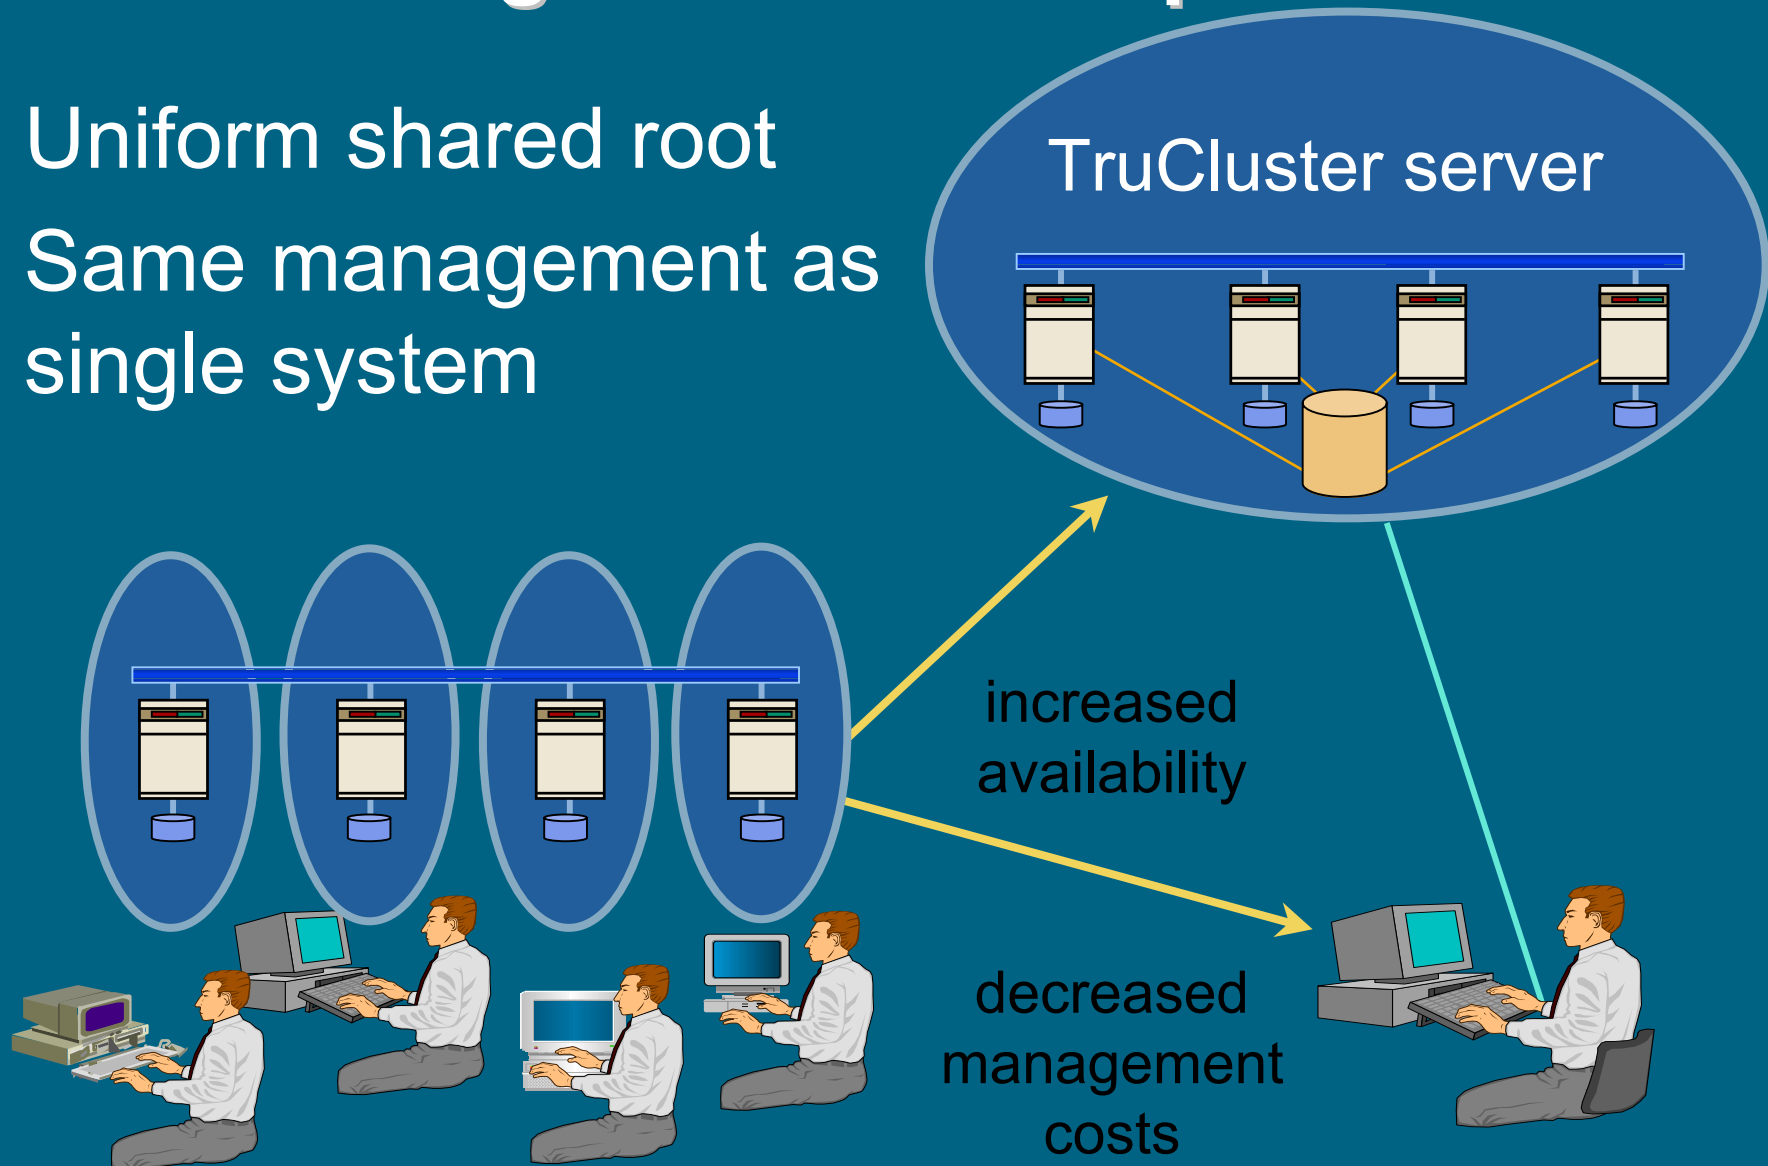 Uniform shared root
Same management as
single system
TruCluster server
increased
availability
decreased
management
costs